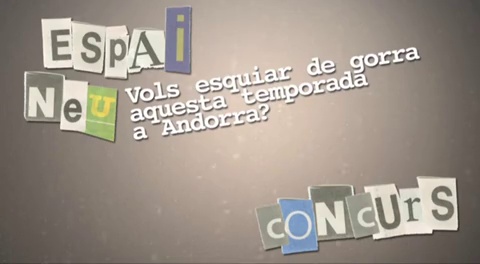 ESPAi
NeU
Vols esquiar de gorra
aquesta temporada
a Andorra?
cONcUrS